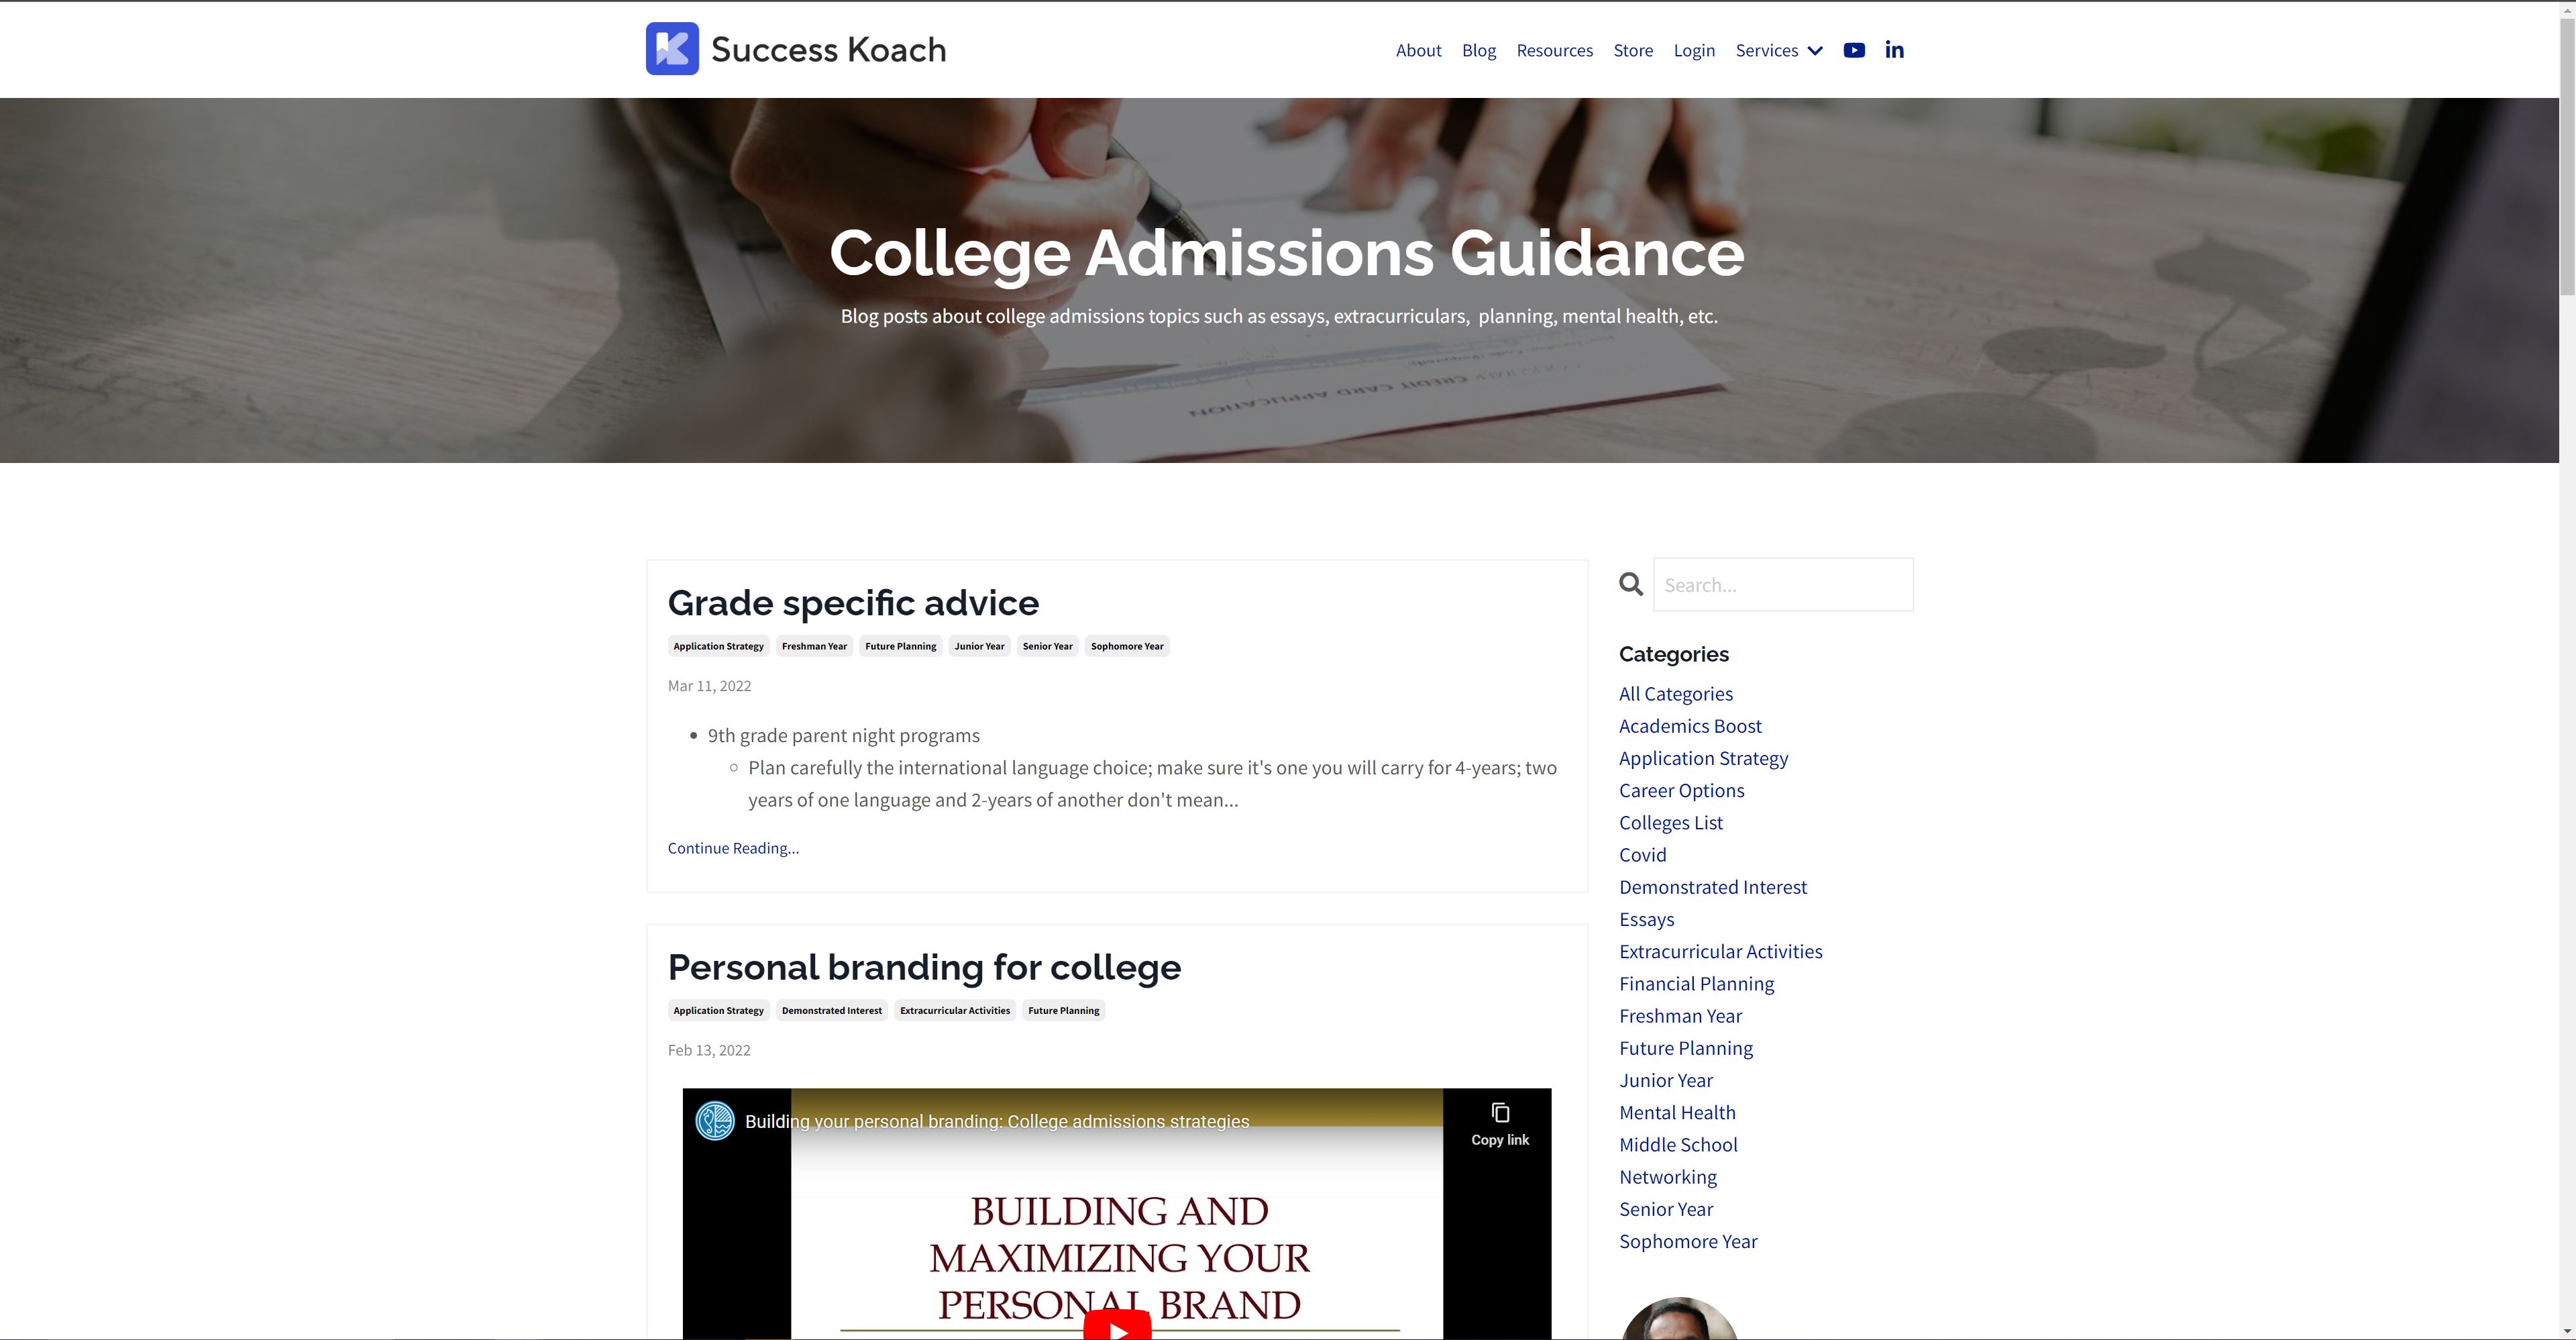 Success Koach
About Blog Resources Store Login Services
College Admissions Guidance
Blog posts about college admissions topics such as essays, extracurriculars, planning, mental health, etc.
CREDIT CARD APPLICATION
Grade specific advice
Application Strategy Freshman Year Future Planning Junior Year Senior Year Sophomore Year
Mar 11, 2022
• 9th grade parent night programs
○ Plan carefully the international language choice; make sure it's one you will carry for 4-years; two
years of one language and 2-years of another don't mean...
Continue Reading...
Personal branding for college
Application Strategy Demonstrated Interest Extracurricular Activities Future Planning
Feb 13, 2022
Building your personal branding: College admissions strategies
Copy link
BUILDING AND
MAXIMIZING YOUR
PERSONAL BRAND
Search...
Categories
All Categories
Academics Boost
Application Strategy
Career Options
Colleges List
Covid
Demonstrated Interest
Essays
Extracurricular Activities
Financial Planning
Freshman Year
Future Planning
Junior Year
Mental Health
Middle School
Networking
Senior Year
Sophomore Year